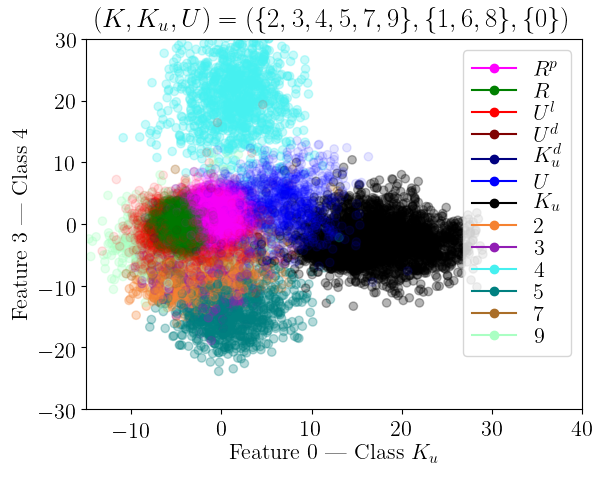 (K, K_u, U) = ({2, 3, 4, 5, 7, 9}, {1, 6, 8}, {0})
Feature 3 — Class 4
30
20
10
0
−10
−20
−30
−10 0 10 20 30 40
Feature 0 — Class K_u
R^p
R
U^l
U^d
K_u^d
U
K_u
2
3
4
5
7
9